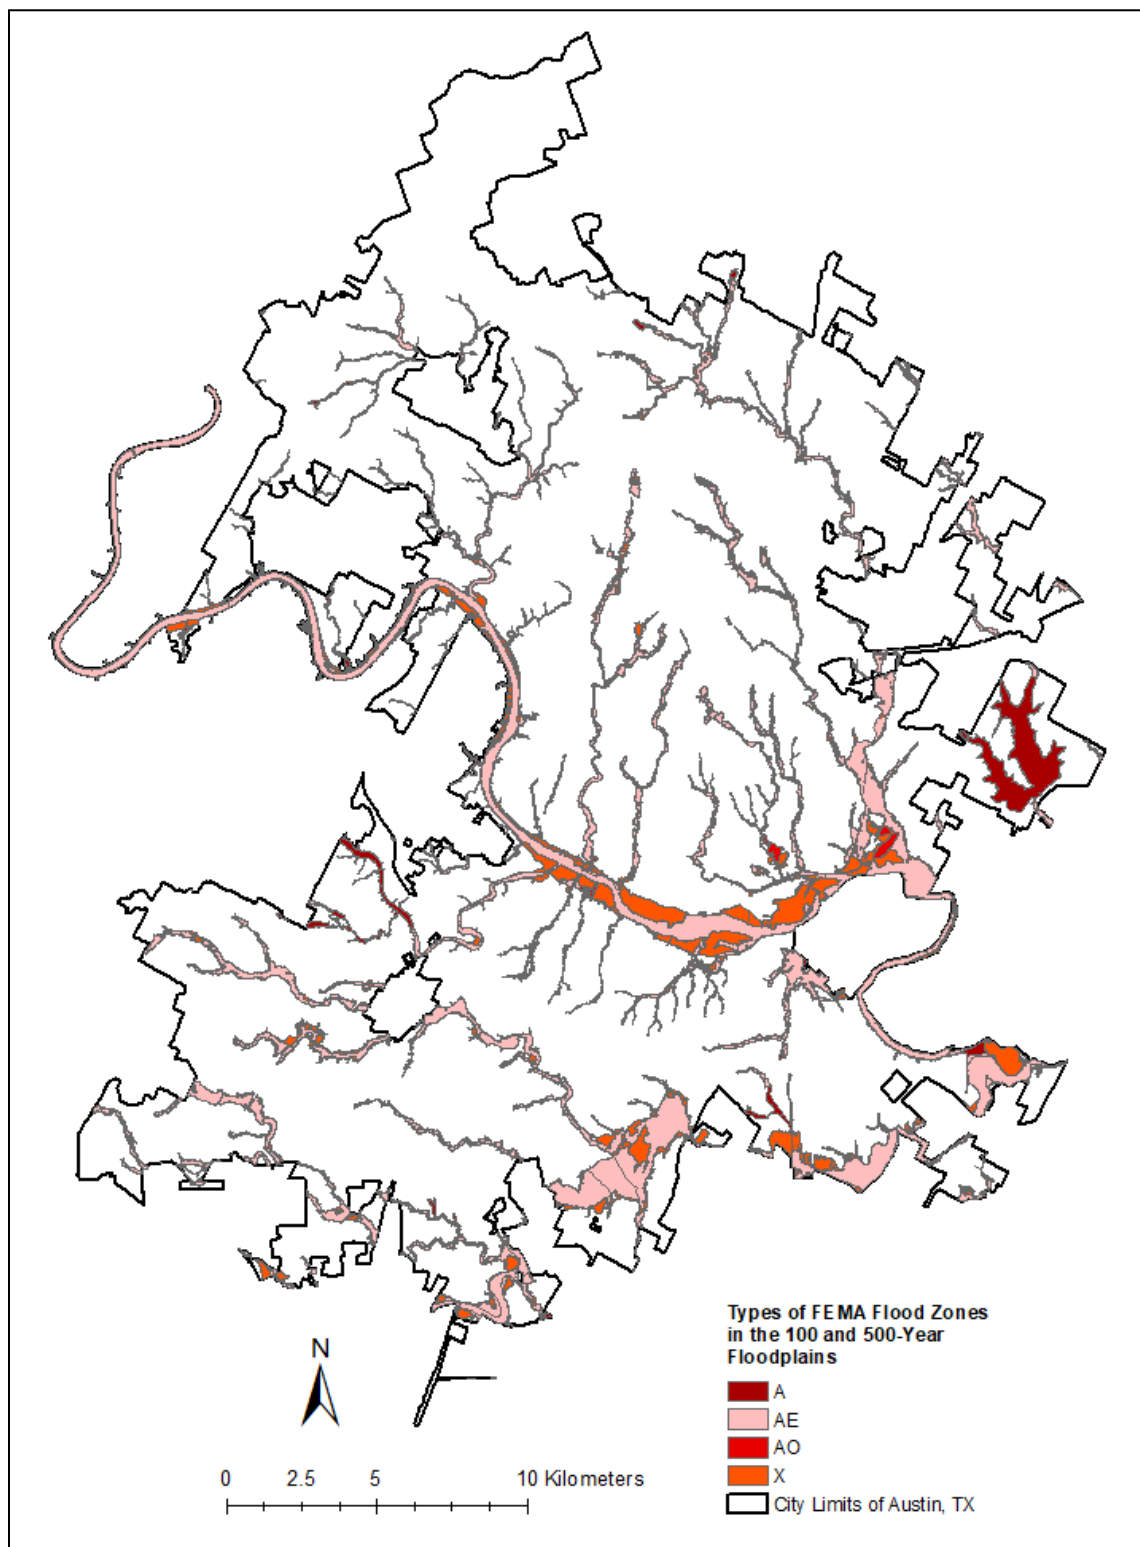 Types of FEMA Flood Zones
in the 100 and 500-Year
Floodplains
A
AE
AO
X
City Limits of Austin, TX
N
0 2.5 5 10 Kilometers